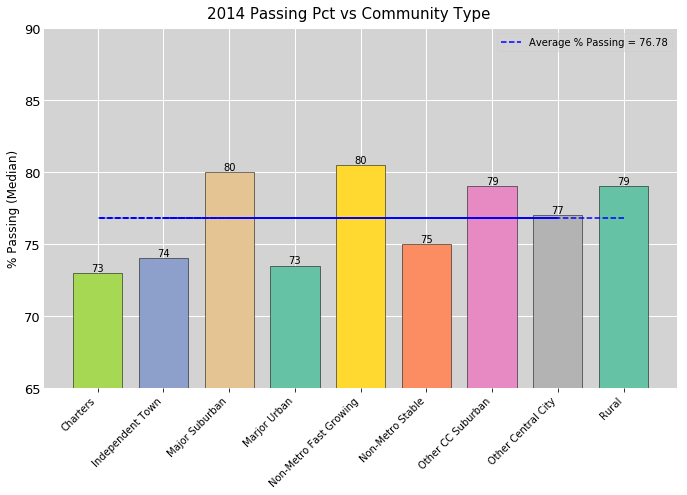 2014 Passing Pct vs Community Type
Average % Passing = 76.78
% Passing (Median)
90
85
80
75
70
65
73
74
80
73
80
75
79
77
79
Charters
Independent Town
Major Suburban
Marjor Urban
Non-Metro Fast Growing
Non-Metro Stable
Other CC Suburban
Other Central City
Rural